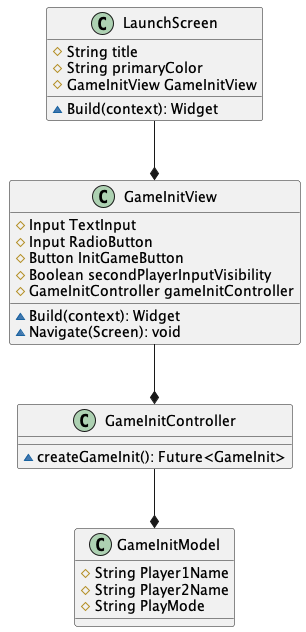 C LaunchScreen
String title
String primaryColor
GameInitView GameInitView
Build(context): Widget
C GameInitView
Input TextInput
Input RadioButton
Button InitGameButton
Boolean secondPlayerInputVisibility
GameInitController gameInitController
Build(context): Widget
Navigate(Screen): void
C GameInitController
createGameInit(): Future<GameInit>
C GameInitModel
String Player1Name
String Player2Name
String PlayMode